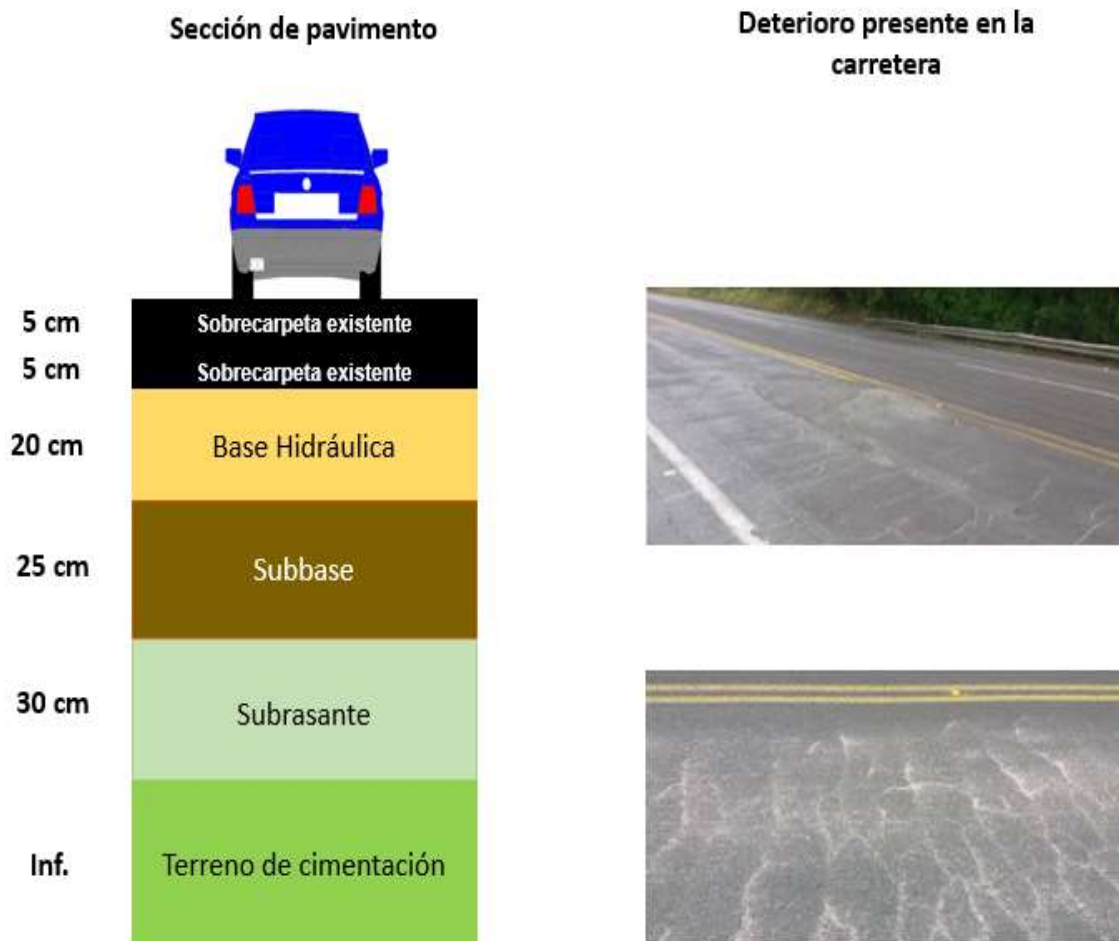 Sección de pavimento
Deterioro presente en la
carretera
5 cm
Sobrecarpeta existente
5 cm
Sobrecarpeta existente
20 cm
Base Hidráulica
25 cm
Subbase
30 cm
Subrasante
Inf.
Terreno de cimentación